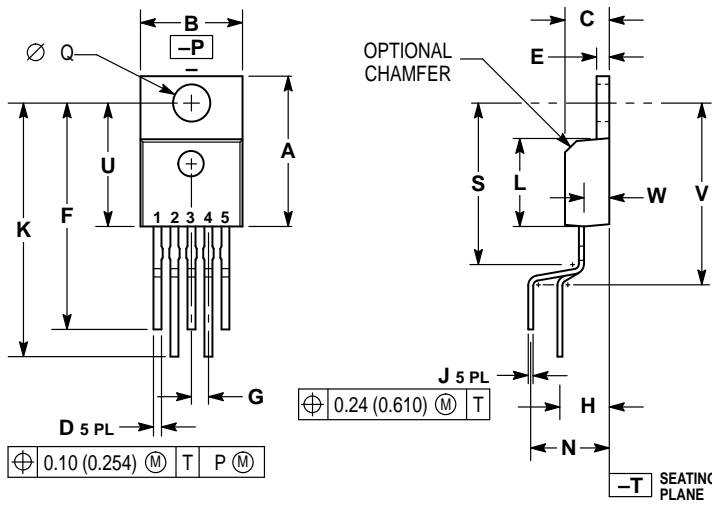 B
–P
–
Ø Q
U
F
K
A
1 2 3 4 5
G
D 5 PL
⌖ 0.10 (0.254) Ⓜ T P Ⓜ
OPTIONAL
CHAMFER
C
E
S
L
W
V
J 5 PL
⌖ 0.24 (0.610) Ⓜ T
H
N
–T
SEATING
PLANE